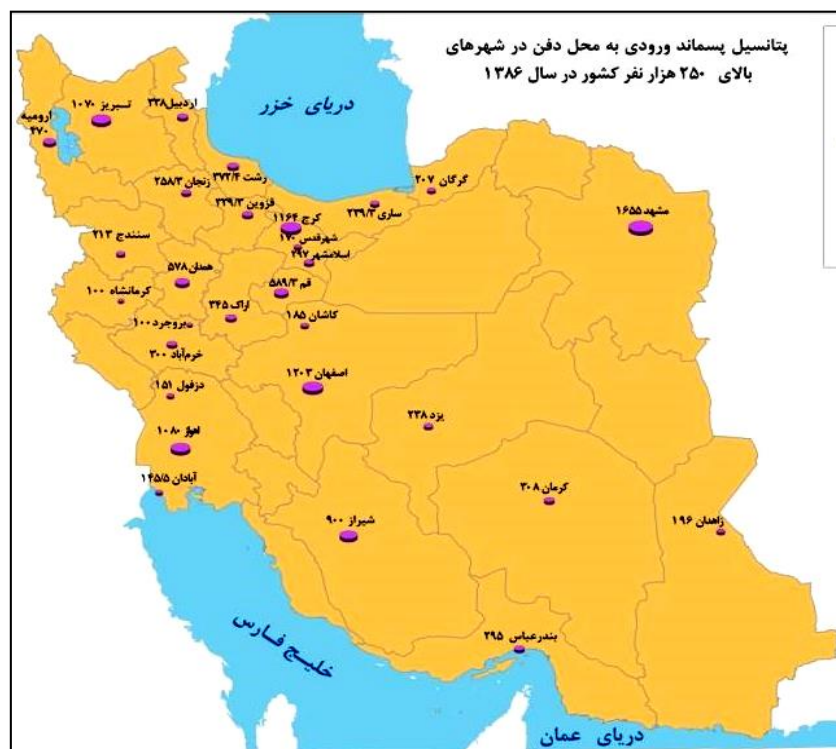 پتانسیل پسماند ورودی به محل دفن در شهرهای
بالای ۲۵۰ هزار نفر کشور در سال ۱۳۸۶
دریای خزر
اردبیل ۳۳۸
تبریز ۱۰۷۰
ارومیه
۴۷۰
رشت ۳۷۲/۴
گرگان ۲۰۷
زنجان ۲۵۸/۳
قزوین ۳۲۹/۳
ساری ۲۳۹/۳
مشهد ۱۶۵۵
کرج ۱۱۶۴
شهرقدس ۱۷۰
اسلامشهر ۲۹۷
سنندج ۲۱۳
همدان ۵۷۸
قم ۵۸۹/۳
کرمانشاه ۱۰۰
اراک ۳۴۵
کاشان ۱۸۵
بروجرد ۱۰۰
خرم‌آباد ۳۰۰
اصفهان ۱۲۰۳
دزفول ۱۵۱
یزد ۲۳۸
اهواز ۱۰۸۰
آبادان ۱۴۵/۵
کرمان ۳۰۸
زاهدان ۱۹۶
شیراز ۹۰۰
بندرعباس ۲۹۵
خلیج فارس
دریای عمان